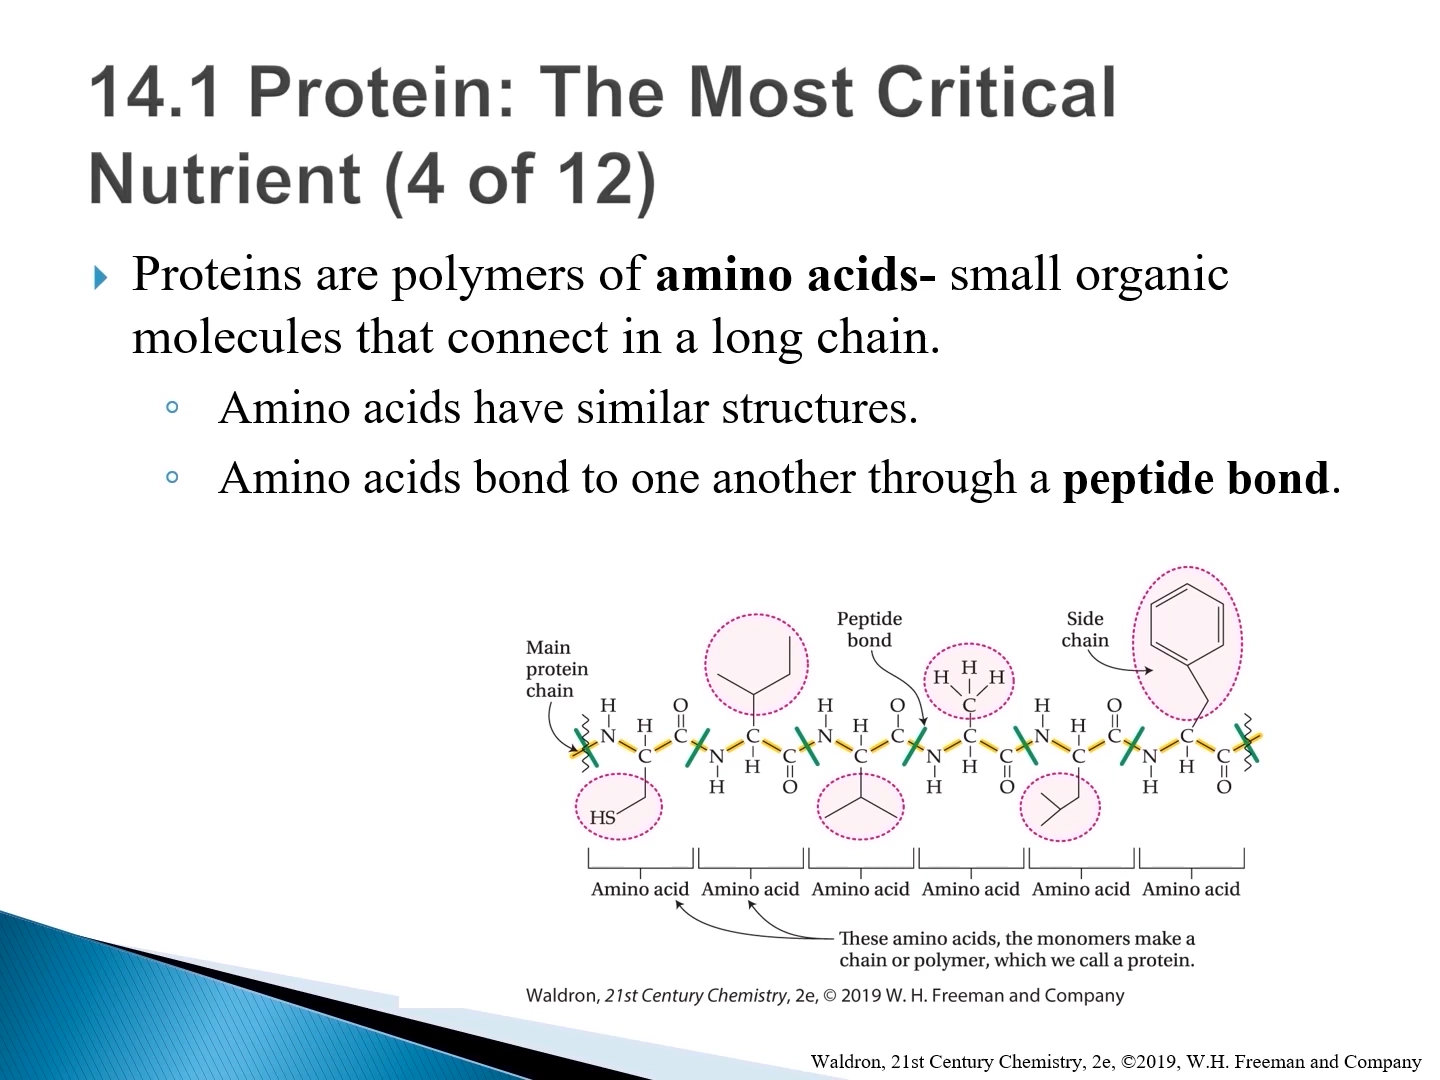 14.1 Protein: The Most Critical
Nutrient (4 of 12)
Proteins are polymers of amino acids- small organic
molecules that connect in a long chain.
Amino acids have similar structures.
Amino acids bond to one another through a peptide bond.
Main
protein
chain
Peptide
bond
Side
chain
H H H
H O H O H O
N H C C N H C C N H C C
C N C C N C C N C
H H O H H O H H O
HS
Amino acid Amino acid Amino acid Amino acid Amino acid Amino acid
These amino acids, the monomers make a
chain or polymer, which we call a protein.
Waldron, 21st Century Chemistry, 2e, © 2019 W. H. Freeman and Company
Waldron, 21st Century Chemistry, 2e, ©2019, W.H. Freeman and Company